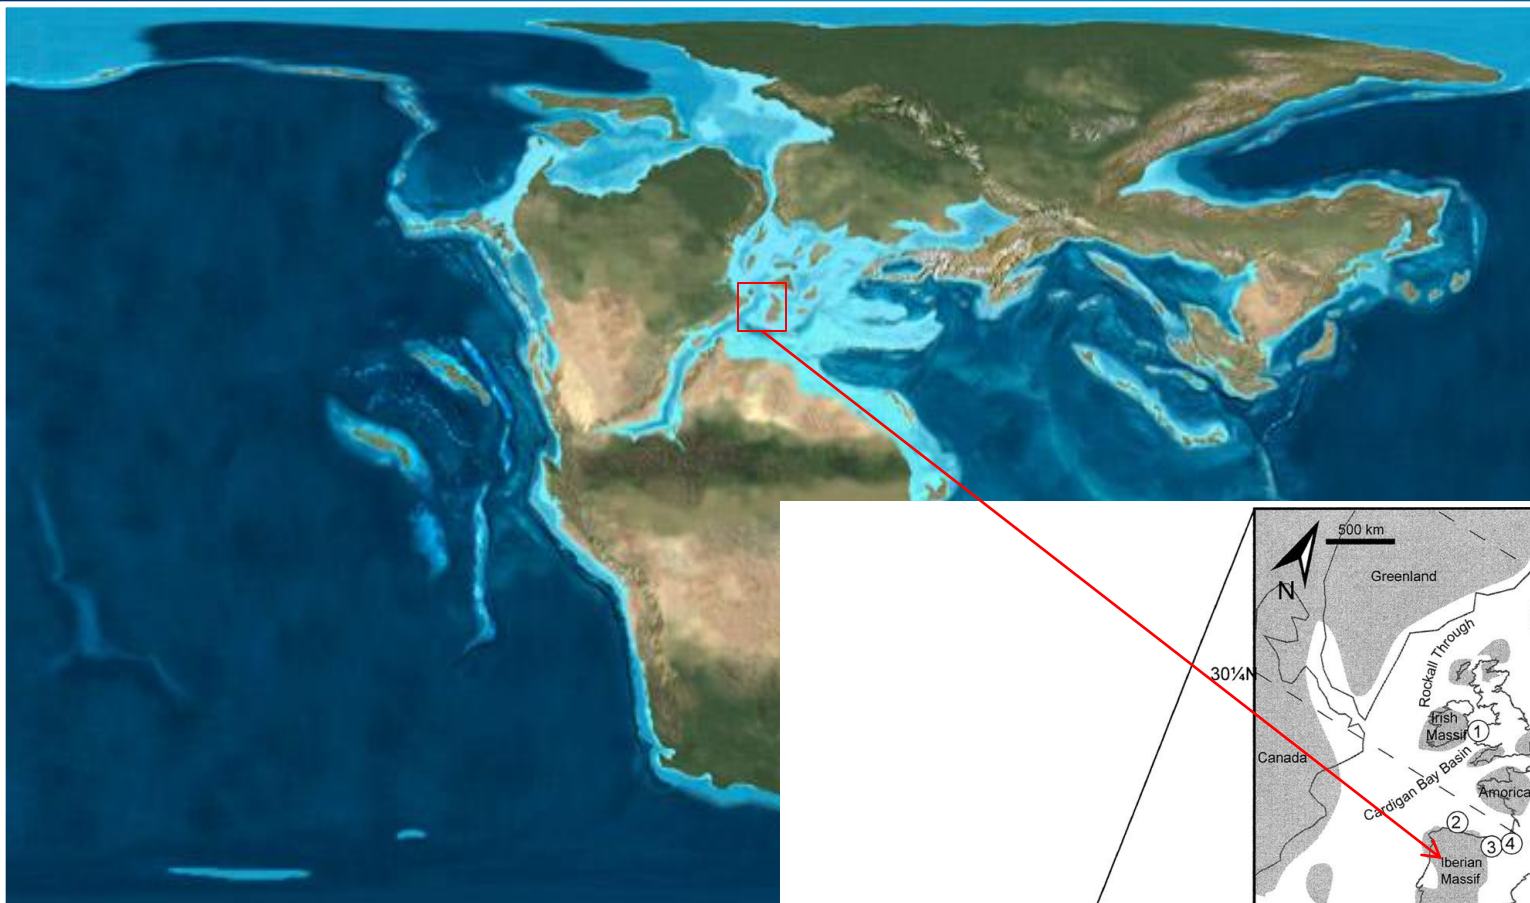 500 km
N
Greenland
Rockall Through
30¼N
Irish
Massif
1
Canada
Cardigan Bay Basin
Amorica
2
3
4
Iberian
Massif